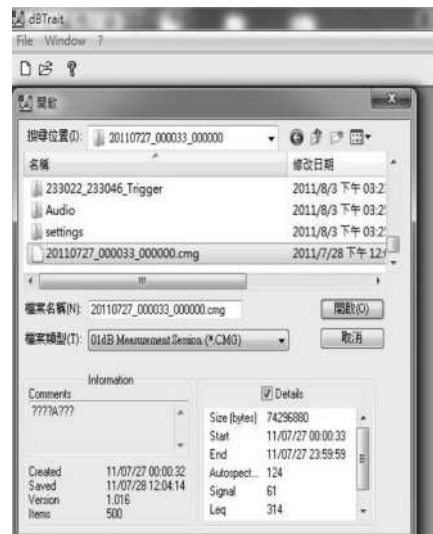 dBTrait
File Window ?
開啟
搜尋位置(I): 20110727_000033_000000
名稱 修改日期
233022_233046_Trigger 2011/8/3 下午 03:2
Audio 2011/8/3 下午 03:2
settings 2011/8/3 下午 03:2
20110727_000033_000000.cmg 2011/7/28 下午 12:
檔案名稱(N): 20110727_000033_000000.cmg 開啟(O)
檔案類型(T): 01dB Measurement Session (*.CMG) 取消
Information
Comments
????A???
Created 11/07/27 00:00:32
Saved 11/07/28 12:04:14
Version 1.016
Items 500
Details
Size (bytes) 74296880
Start 11/07/27 00:00:33
End 11/07/27 23:59:59
Autospect... 124
Signal 61
Leq 314